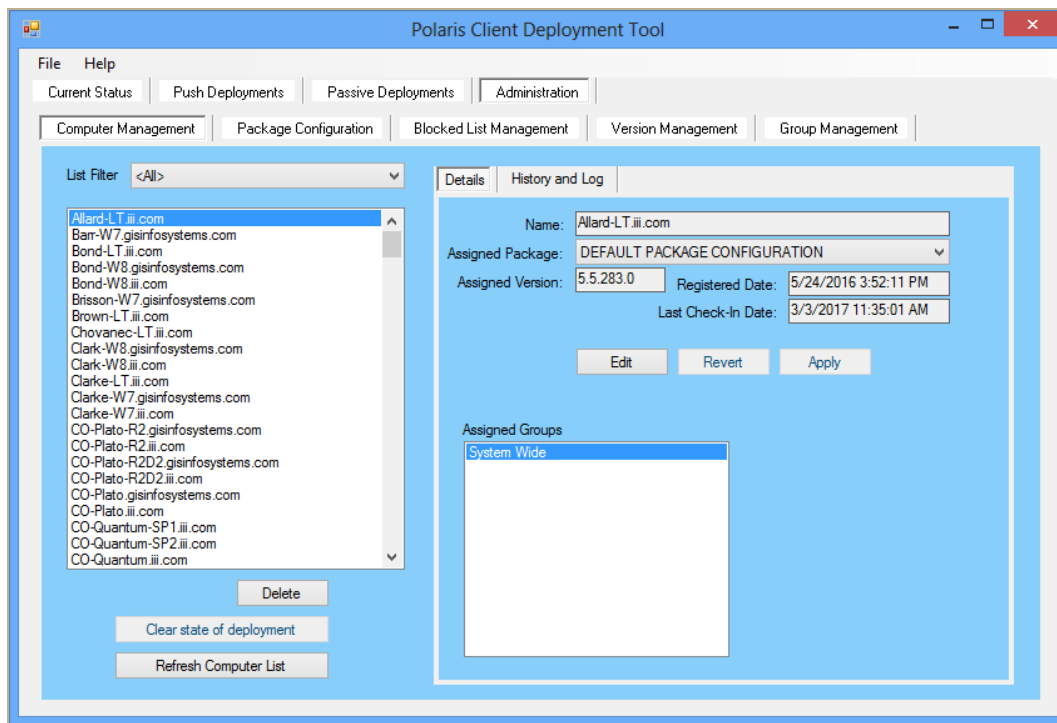 Polaris Client Deployment Tool
File Help
Current Status Push Deployments Passive Deployments Administration
Computer Management Package Configuration Blocked List Management Version Management Group Management
List Filter <All>
Allard-LT.iii.com
Barr-W7.gisinfosystems.com
Bond-LT.iii.com
Bond-W8.gisinfosystems.com
Bond-W8.iii.com
Brisson-W7.gisinfosystems.com
Brown-LT.iii.com
Chovanec-LT.iii.com
Clark-W8.gisinfosystems.com
Clark-W8.iii.com
Clarke-LT.iii.com
Clarke-W7.gisinfosystems.com
Clarke-W7.iii.com
CO-Plato-R2.gisinfosystems.com
CO-Plato-R2.iii.com
CO-Plato-R2D2.gisinfosystems.com
CO-Plato-R2D2.iii.com
CO-Plato.gisinfosystems.com
CO-Plato.iii.com
CO-Quantum-SP1.iii.com
CO-Quantum-SP2.iii.com
CO-Quantum.iii.com
Delete
Clear state of deployment
Refresh Computer List
Details History and Log
Name: Allard-LT.iii.com
Assigned Package: DEFAULT PACKAGE CONFIGURATION
Assigned Version: 5.5.283.0 Registered Date: 5/24/2016 3:52:11 PM
Last Check-In Date: 3/3/2017 11:35:01 AM
Edit Revert Apply
Assigned Groups
System Wide